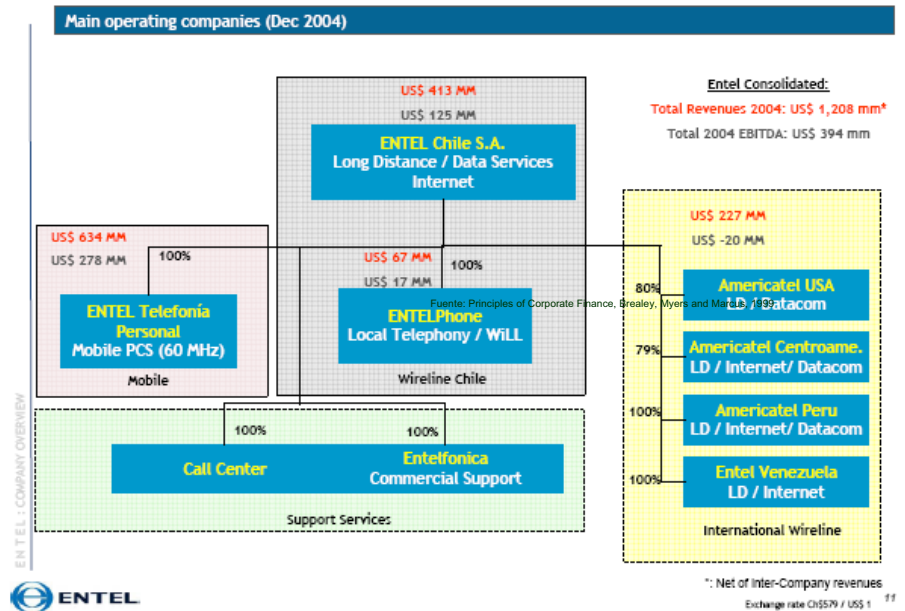 Main operating companies (Dec 2004)
US$ 413 MM
US$ 125 MM
ENTEL Chile S.A.
Long Distance / Data Services
Internet
Entel Consolidated:
Total Revenues 2004: US$ 1,208 mm*
Total 2004 EBITDA: US$ 394 mm
US$ 634 MM
US$ 278 MM
100%
ENTEL Telefonía
Personal
Mobile PCS (60 MHz)
Mobile
US$ 67 MM
US$ 17 MM
100%
ENTELPhone
Local Telephony / WiLL
Wireline Chile
Fuente: Principles of Corporate Finance, Brealey, Myers and Marcus, 1999
US$ 227 MM
US$ -20 MM
80%
Americatel USA
LD / Datacom
79%
Americatel Centroame.
LD / Internet/ Datacom
100%
Americatel Peru
LD / Internet/ Datacom
100%
Entel Venezuela
LD / Internet
International Wireline
100%
100%
Call Center
Entelfonica
Commercial Support
Support Services
ENTEL : COMPANY OVERVIEW
ENTEL
*: Net of Inter-Company revenues
Exchange rate Ch$579 / US$ 1
11